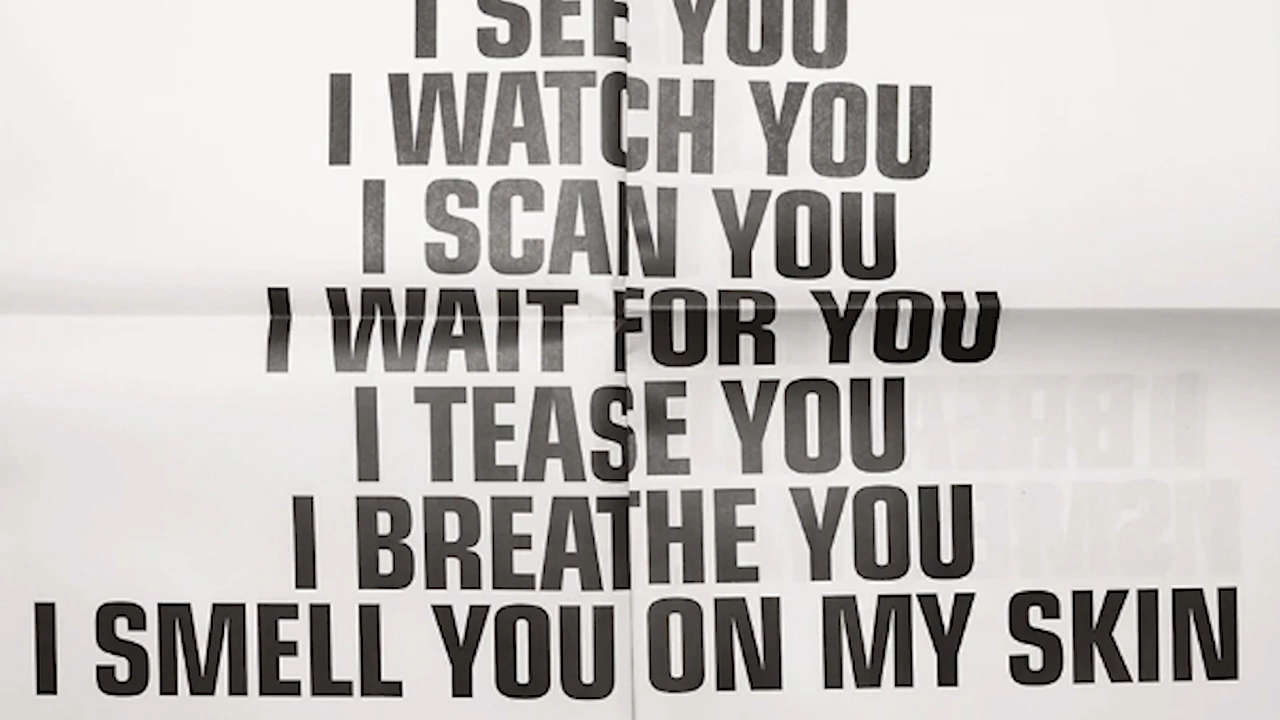 I SEE YOU
I WATCH YOU
I SCAN YOU
I WAIT FOR YOU
I TEASE YOU
I BREATHE YOU
I SMELL YOU ON MY SKIN